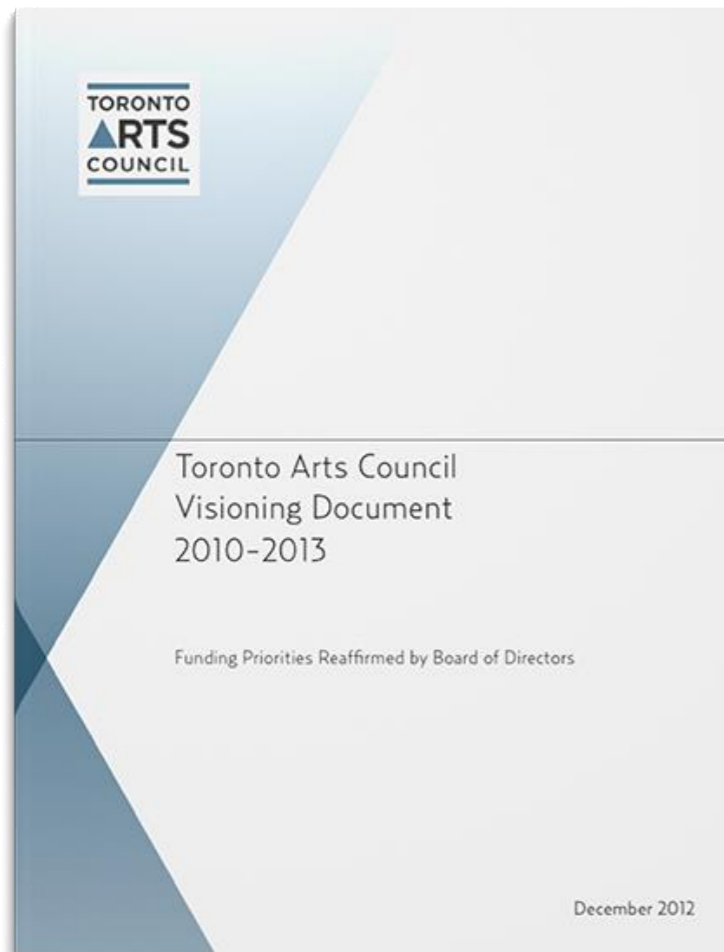 TORONTO
ARTS
COUNCIL
Toronto Arts Council
Visioning Document
2010-2013
Funding Priorities Reaffirmed by Board of Directors
December 2012